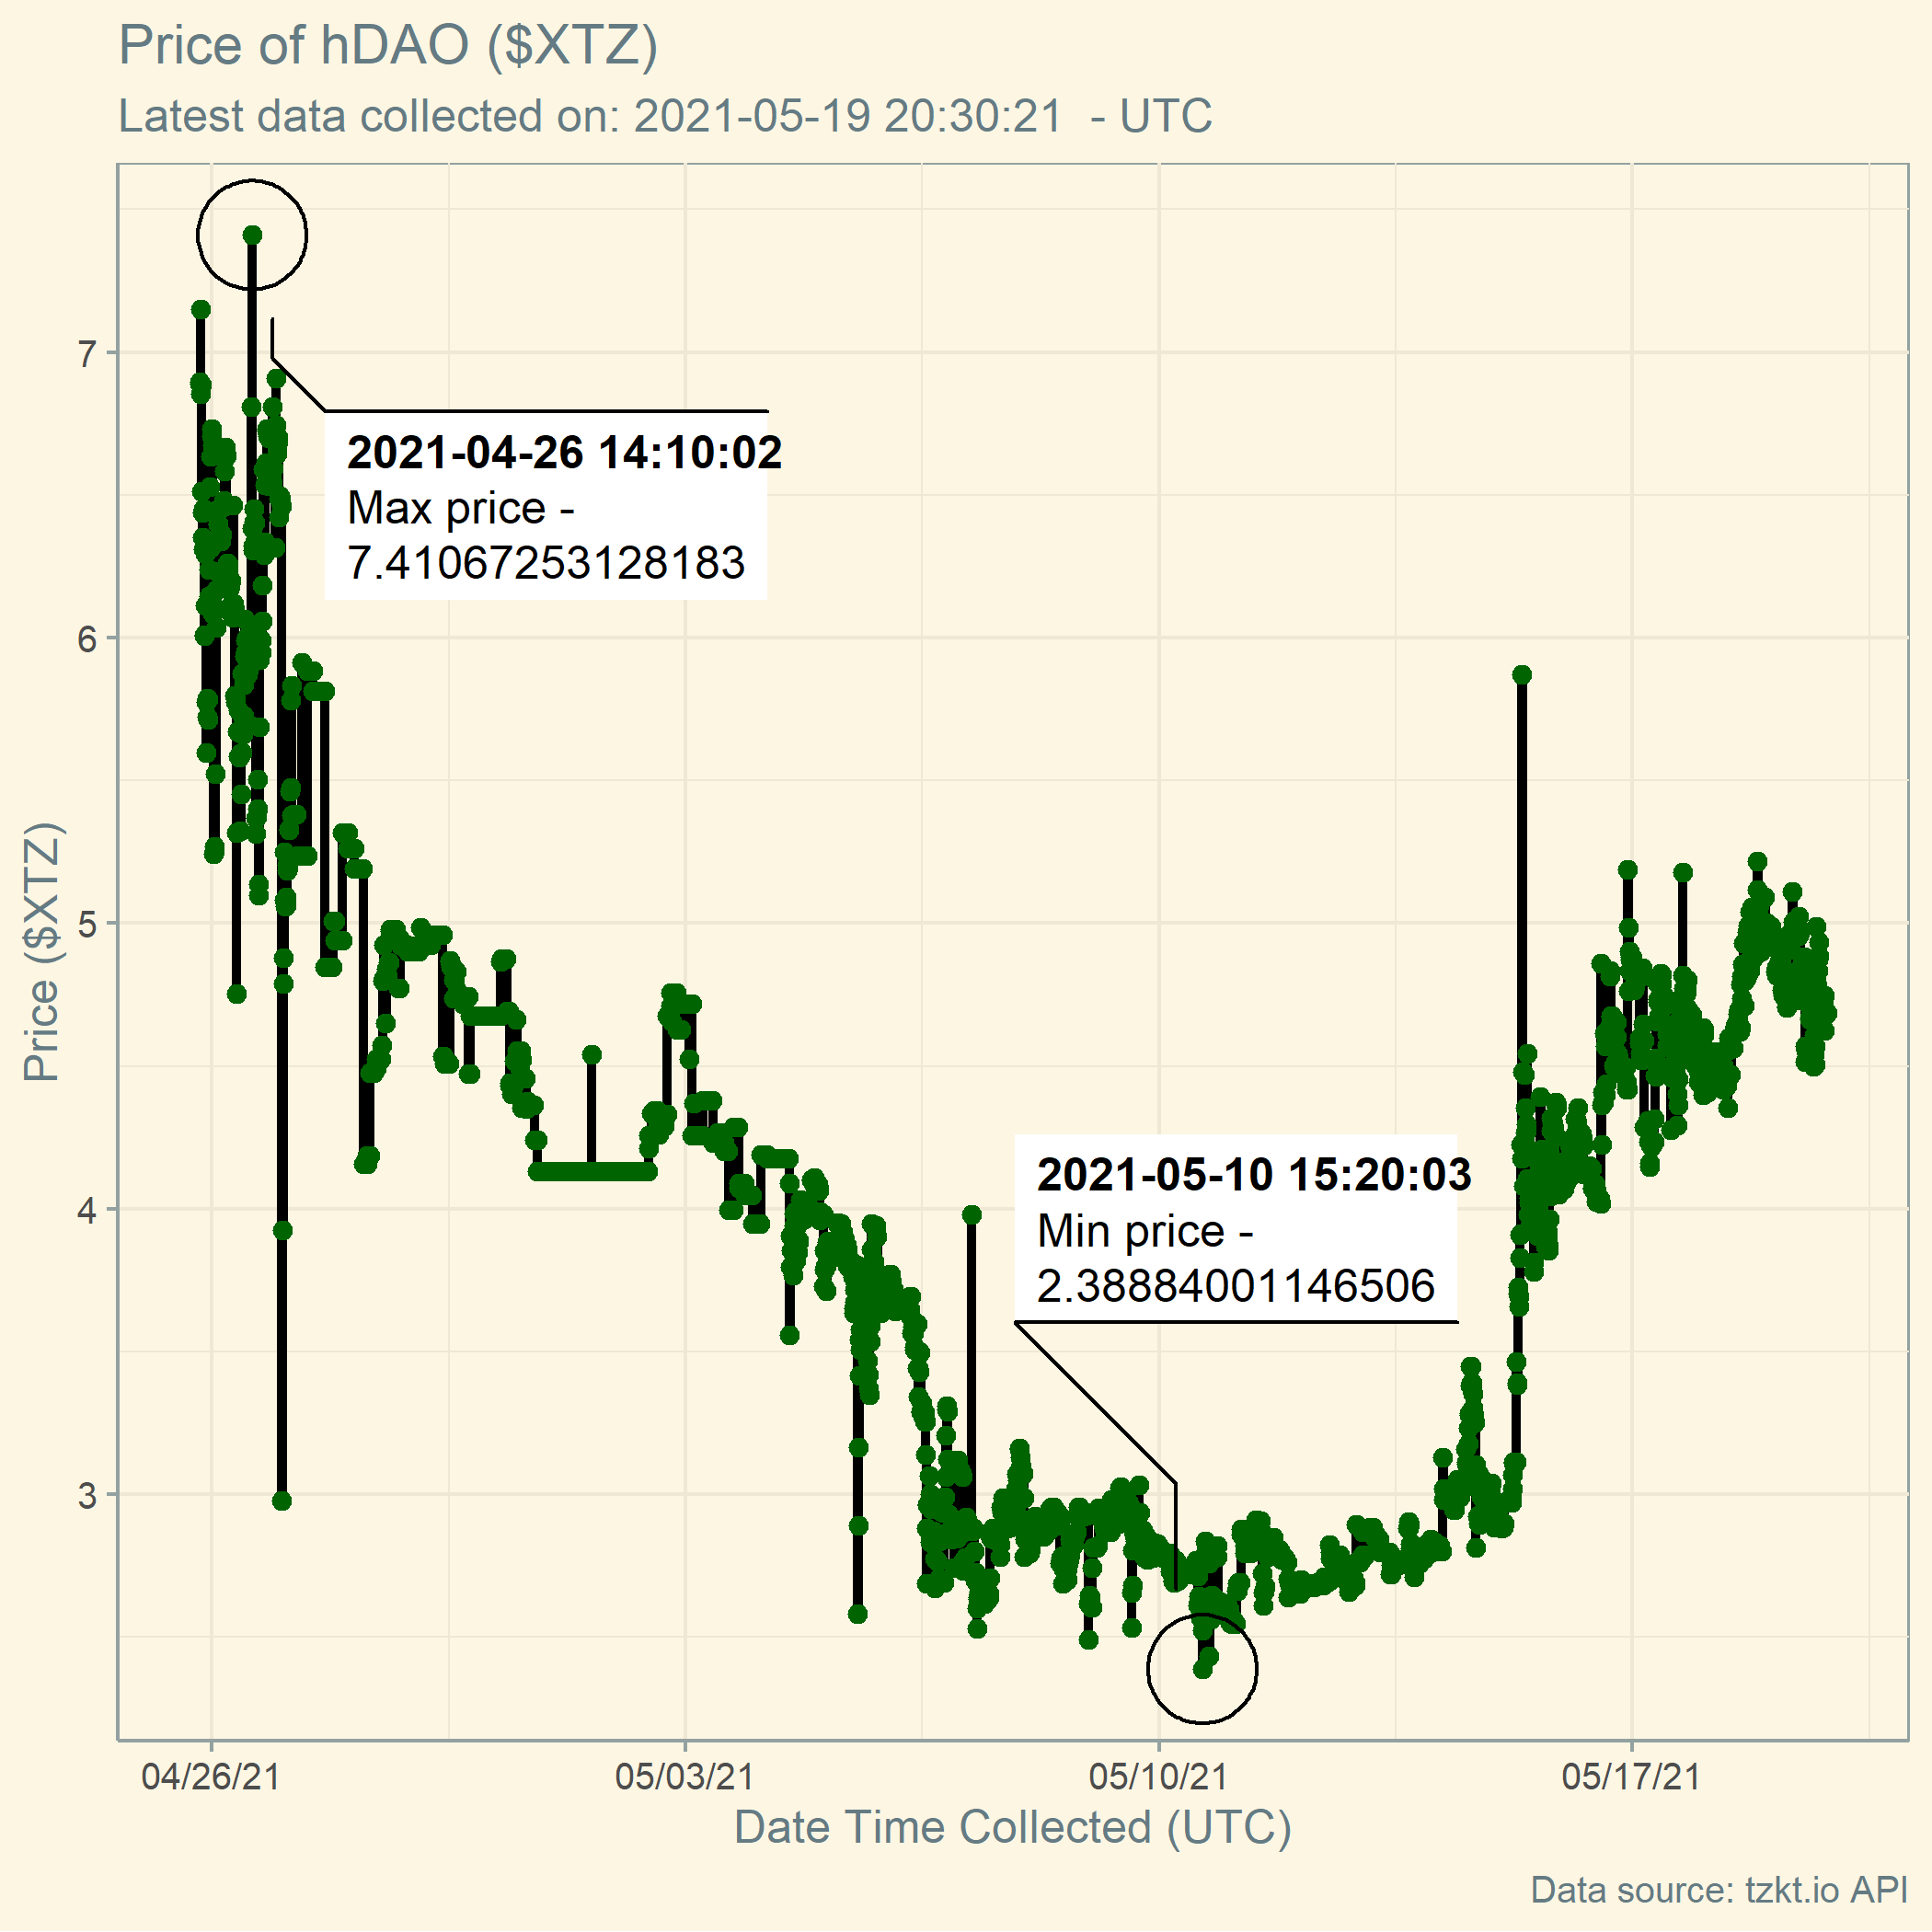 Price of hDAO ($XTZ)
Latest data collected on: 2021-05-19 20:30:21  - UTC
2021-04-26 14:10:02
Max price -
7.41067253128183
2021-05-10 15:20:03
Min price -
2.38884001146506
Price ($XTZ)
7
6
5
4
3
04/26/21
05/03/21
05/10/21
05/17/21
Date Time Collected (UTC)
Data source: tzkt.io API